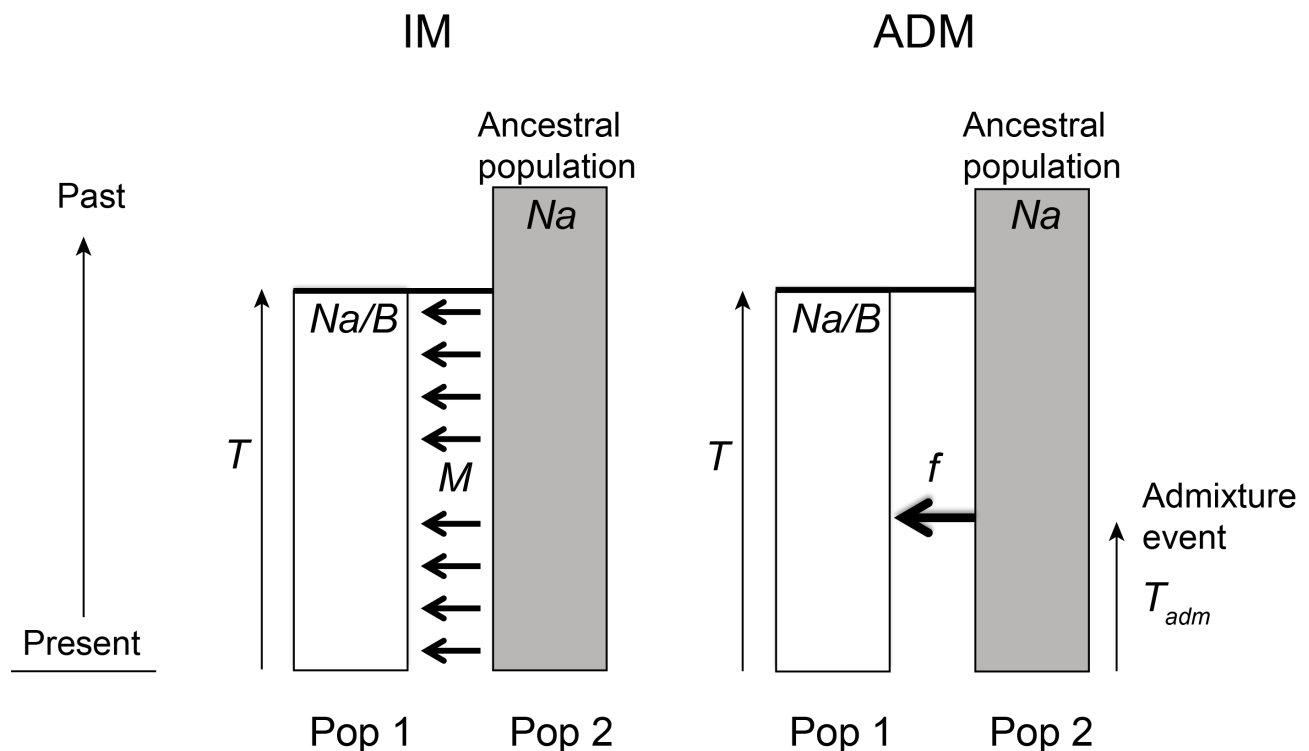 IM
ADM
Ancestral
population
Ancestral
population
Past
Na
Na
Na/B
Na/B
T
M
T
f
Admixture
event
T_adm
Present
Pop 1
Pop 2
Pop 1
Pop 2